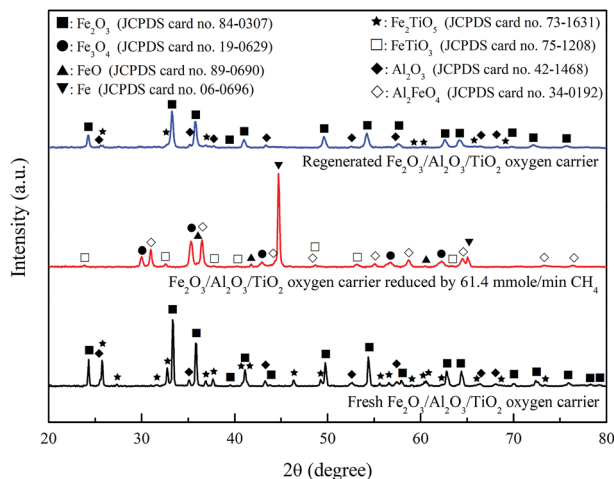 ■ Fe₂O₃ (JCPDS card no. 84-0307)
● Fe₃O₄ (JCPDS card no. 19-0629)
▲ FeO (JCPDS card no. 89-0690)
▼ Fe (JCPDS card no. 06-0696)
★ Fe₂TiO₅ (JCPDS card no. 73-1631)
□ FeTiO₃ (JCPDS card no. 75-1208)
◆ Al₂O₃ (JCPDS card no. 42-1468)
◇ Al₂FeO₄ (JCPDS card no. 34-0192)
Regenerated Fe₂O₃/Al₂O₃/TiO₂ oxygen carrier
Fe₂O₃/Al₂O₃/TiO₂ oxygen carrier reduced by 61.4 mmole/min CH₄
Fresh Fe₂O₃/Al₂O₃/TiO₂ oxygen carrier
Intensity (a.u.)
20 30 40 50 60 70 80
2θ (degree)